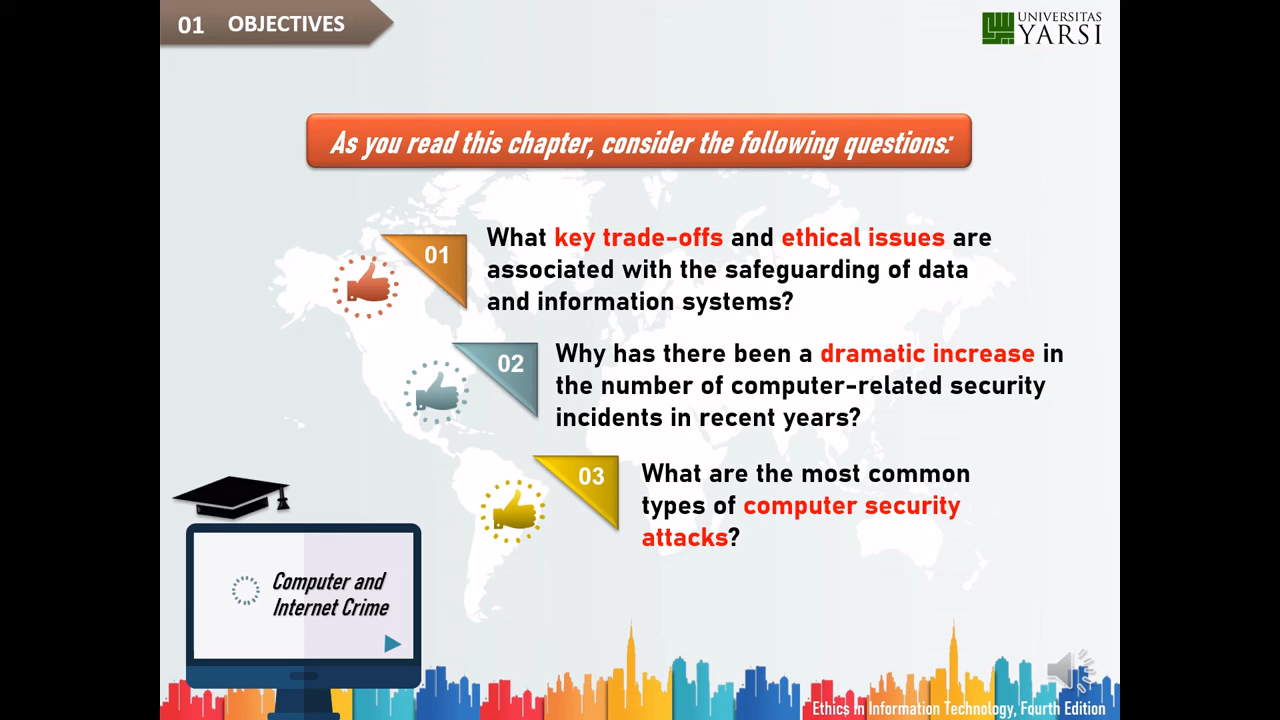 01 OBJECTIVES
UNIVERSITAS
YARSI
As you read this chapter, consider the following questions:
01
What key trade-offs and ethical issues are
associated with the safeguarding of data
and information systems?
02
Why has there been a dramatic increase in
the number of computer-related security
incidents in recent years?
03
What are the most common
types of computer security
attacks?
Computer and
Internet Crime
Ethics in Information Technology, Fourth Edition